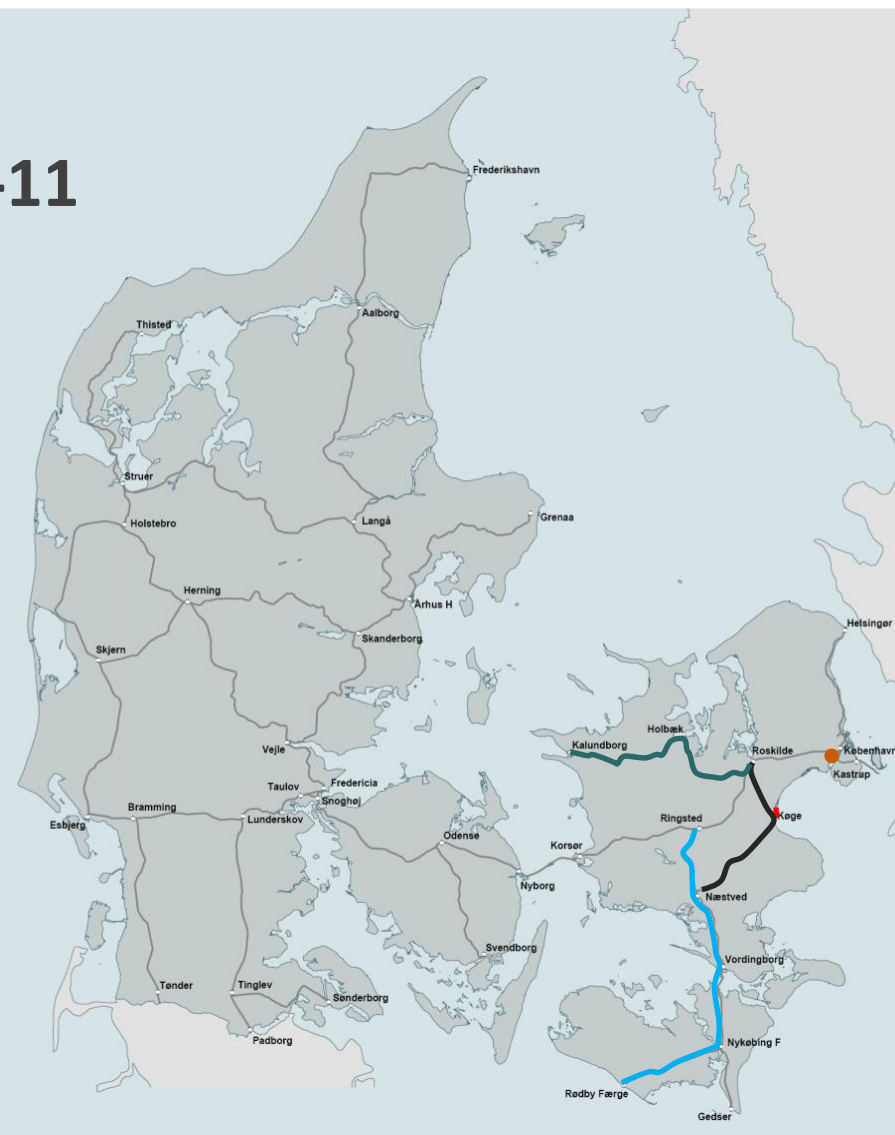 -11
Frederikshavn
Aalborg
Thisted
Struer
Holstebro
Langå
Grenaa
Herning
Århus H
Skanderborg
Skjern
Helsingør
Vejle
Holbæk
Kalundborg
Roskilde
København
Kastrup
Taulov
Fredericia
Snoghøj
Esbjerg
Bramming
Lunderskov
Odense
Korsør
Ringsted
Køge
Nyborg
Næstved
Svendborg
Vordingborg
Tønder
Tinglev
Sønderborg
Padborg
Nykøbing F
Rødby Færge
Gedser